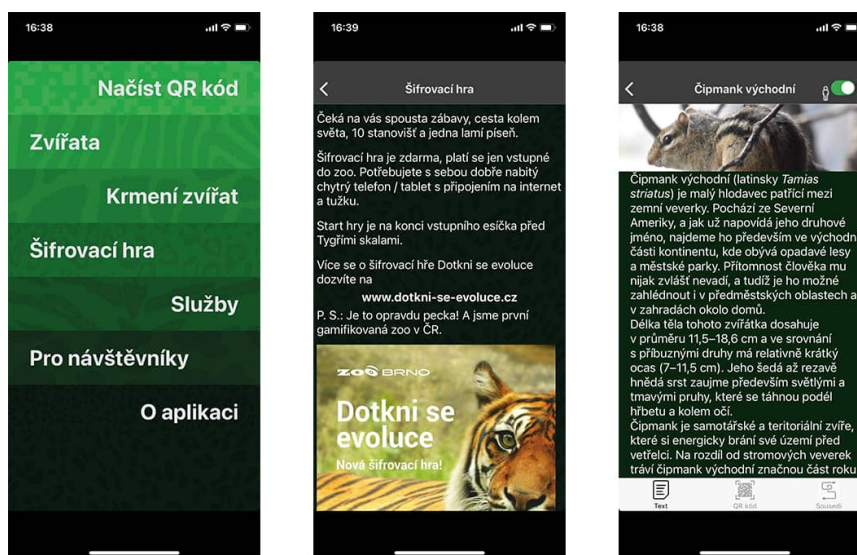 16:38
Načíst QR kód
Zvířata
Krmení zvířat
Šifrovací hra
Služby
Pro návštěvníky
O aplikaci
16:39
Šifrovací hra
Čeká na vás spousta zábavy, cesta kolem
světa, 10 stanovišť a jedna lamí píseň.
Šifrovací hra je zdarma, platí se jen vstupné
do zoo. Potřebujete s sebou dobře nabitý
chytrý telefon / tablet s připojením na internet
a tužku.
Start hry je na konci vstupního esíčka před
Tygřími skalami.
Více se o šifrovací hře Dotkni se evoluce
dozvíte na
www.dotkni-se-evoluce.cz
P. S.: Je to opravdu pecka! A jsme první
gamifikovaná zoo v ČR.
ZOO BRNO
Dotkni se
evoluce
Nová šifrovací hra!
16:38
Čipmank východní
Čipmank východní (latinsky Tamias
striatus) je malý hlodavec patřící mezi
zemní veverky. Pochází ze Severní
Ameriky, a jak už napovídá jeho druhové
jméno, najdeme ho především ve východn
části kontinentu, kde obývá opadavé lesy
a městské parky. Přítomnost člověka mu
nijak zvlášť nevadí, a tudíž je ho možné
zahlédnout i v předměstských oblastech a
v zahradách okolo domů.
Délka těla tohoto zvířátka dosahuje
v průměru 11,5–18,6 cm a ve srovnání
s příbuznými druhy má relativně krátký
ocas (7–11,5 cm). Jeho šedá až rezavě
hnědá srst zaujme především světlými a
tmavými pruhy, které se táhnou podél
hřbetu a kolem očí.
Čipmank je samotářské a teritoriální zvíře,
které si energicky brání své území před
vetřelci. Na rozdíl od stromových veverek
tráví čipmank východní značnou část roku
Text
QR kód
Sousedi